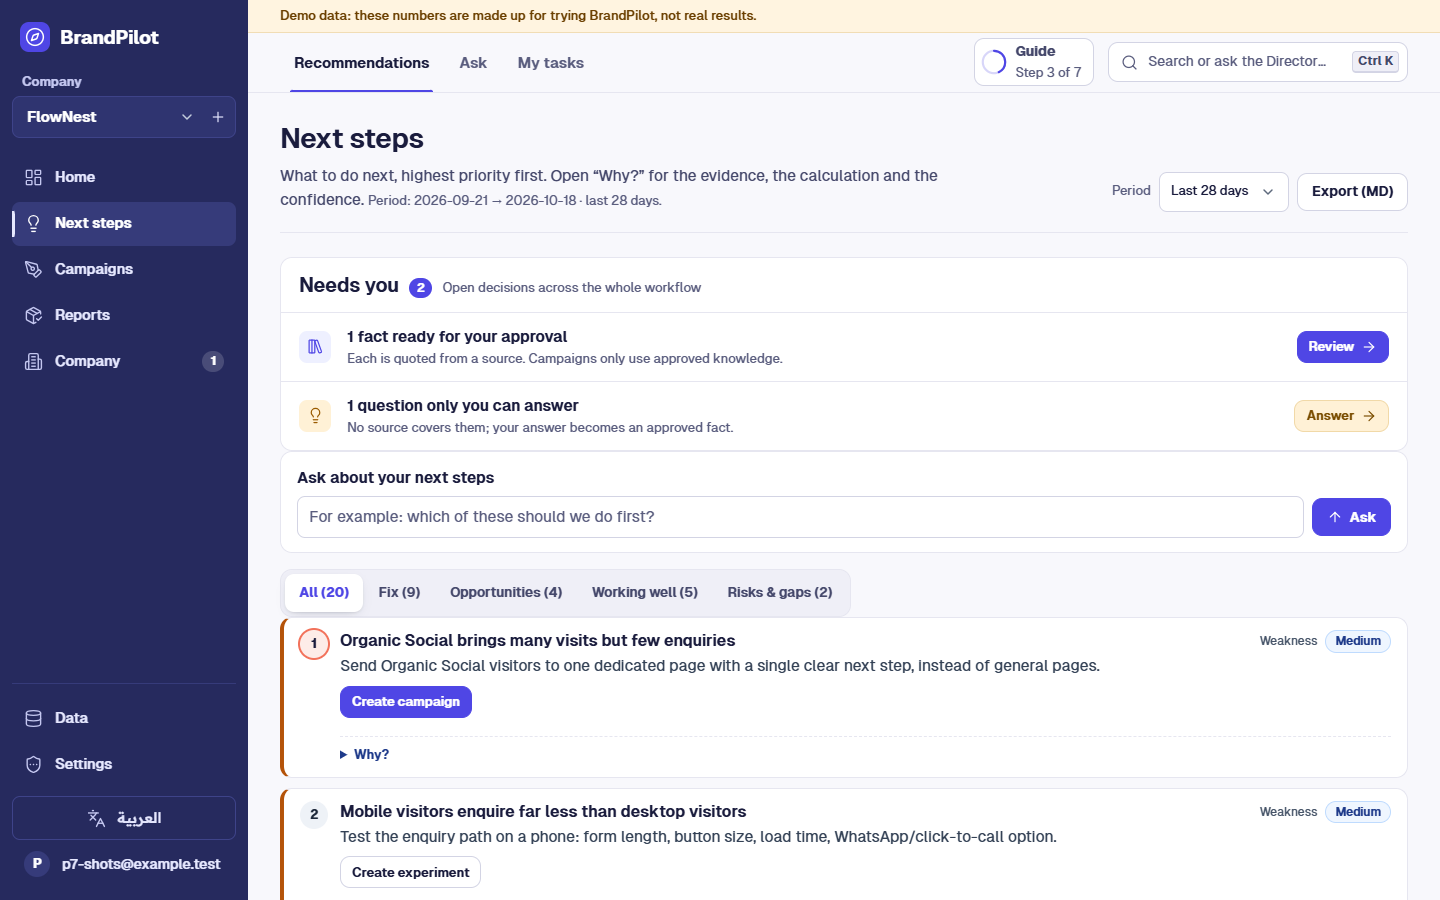 BrandPilot
Company
FlowNest
Home
Next steps
Campaigns
Reports
Company 1
Data
Settings
العربية
P p7-shots@example.test
Demo data: these numbers are made up for trying BrandPilot, not real results.
Recommendations Ask My tasks
Guide
Step 3 of 7
Search or ask the Director... Ctrl K
Next steps
What to do next, highest priority first. Open “Why?” for the evidence, the calculation and the
confidence. Period: 2026-09-21 → 2026-10-18 · last 28 days.
Period Last 28 days Export (MD)
Needs you 2 Open decisions across the whole workflow
1 fact ready for your approval
Each is quoted from a source. Campaigns only use approved knowledge.
Review →
1 question only you can answer
No source covers them; your answer becomes an approved fact.
Answer →
Ask about your next steps
For example: which of these should we do first?
↑ Ask
All (20) Fix (9) Opportunities (4) Working well (5) Risks & gaps (2)
1 Organic Social brings many visits but few enquiries Weakness Medium
Send Organic Social visitors to one dedicated page with a single clear next step, instead of general pages.
Create campaign
▶ Why?
2 Mobile visitors enquire far less than desktop visitors Weakness Medium
Test the enquiry path on a phone: form length, button size, load time, WhatsApp/click-to-call option.
Create experiment